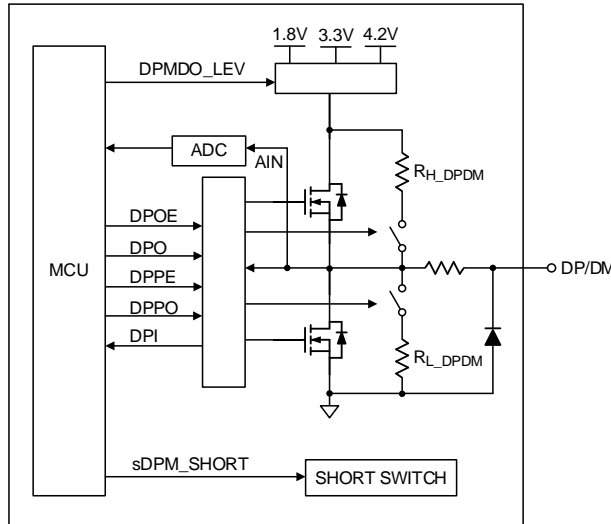 1.8V 3.3V 4.2V
DPMDO_LEV
ADC
AIN
RH_DPDM
MCU
DPOE
DPO
DPPE
DPPO
DPI
DP/DM
RL_DPDM
sDPM_SHORT
SHORT SWITCH